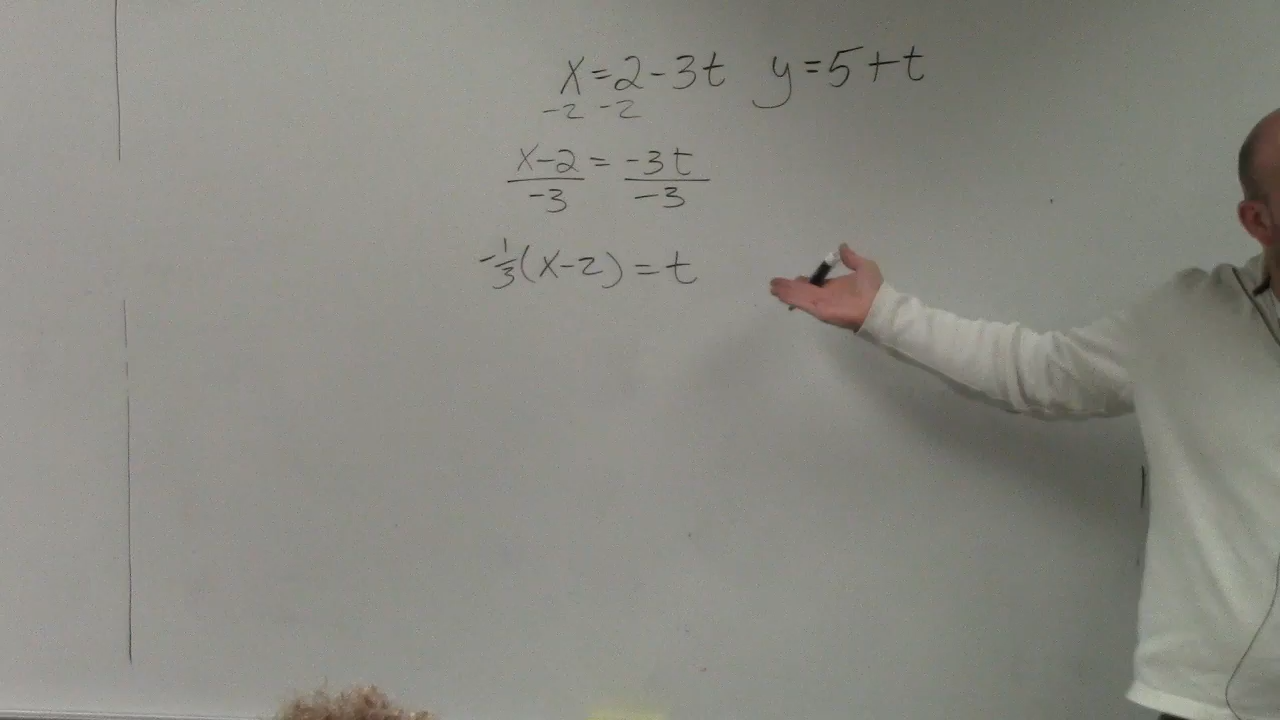 x=2-3t y=5+t
-2 -2
x-2 = -3t
-3 -3
-1/3(x-2)=t